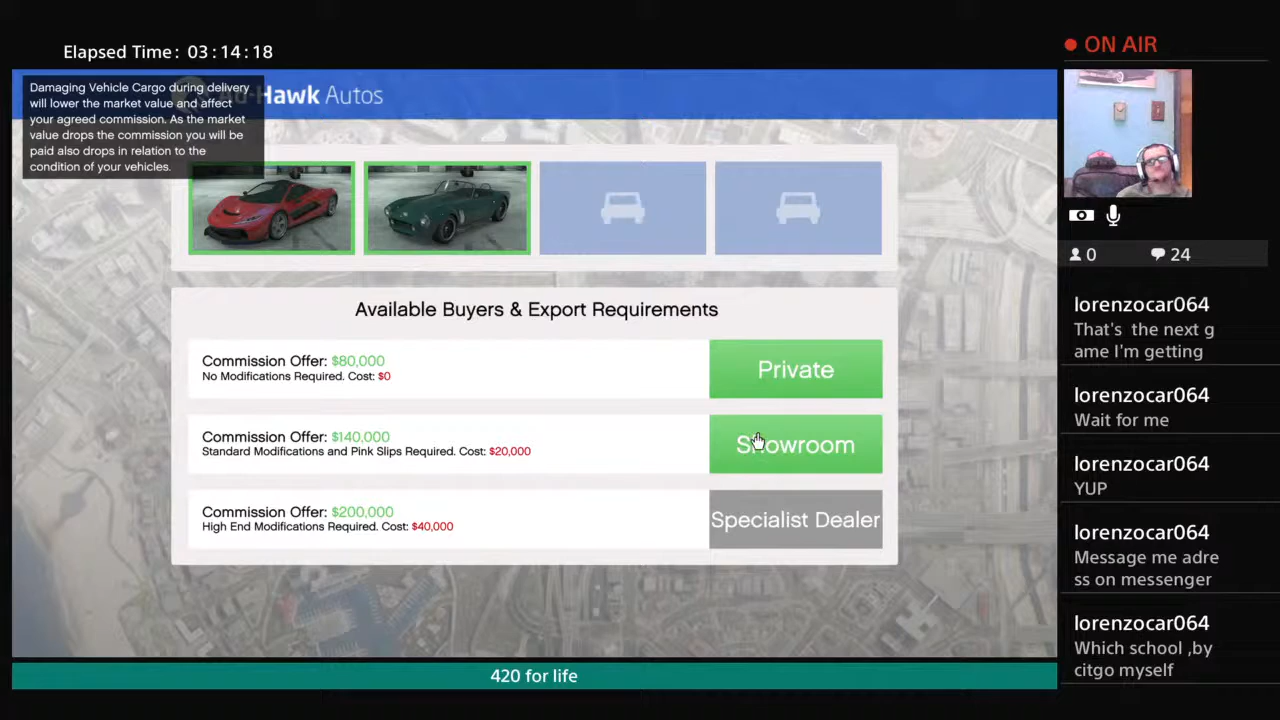 Elapsed Time: 03:14:18
ON AIR
Damaging Vehicle Cargo during delivery
will lower the market value and affect
your agreed commission. As the market
value drops the commission you will be
paid also drops in relation to the
condition of your vehicles.
Hawk Autos
0 24
Available Buyers & Export Requirements
Commission Offer: $80,000
No Modifications Required. Cost: $0
Private
Commission Offer: $140,000
Standard Modifications and Pink Slips Required. Cost: $20,000
Showroom
Commission Offer: $200,000
High End Modifications Required. Cost: $40,000
Specialist Dealer
420 for life
lorenzocar064
That's the next g
ame I'm getting
lorenzocar064
Wait for me
lorenzocar064
YUP
lorenzocar064
Message me adre
ss on messenger
lorenzocar064
Which school ,by
citgo myself